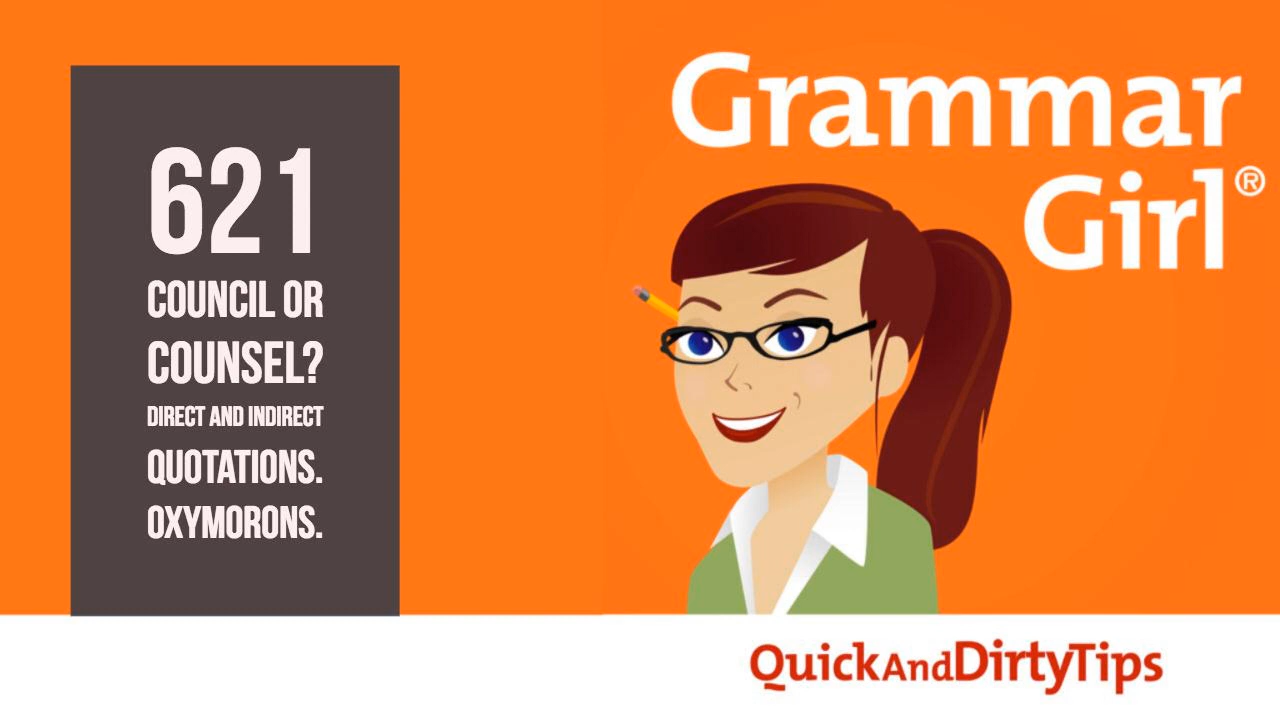 621
COUNCIL OR
COUNSEL?
DIRECT AND INDIRECT
QUOTATIONS.
OXYMORONS.
Grammar
Girl®
QuickAndDirtyTips